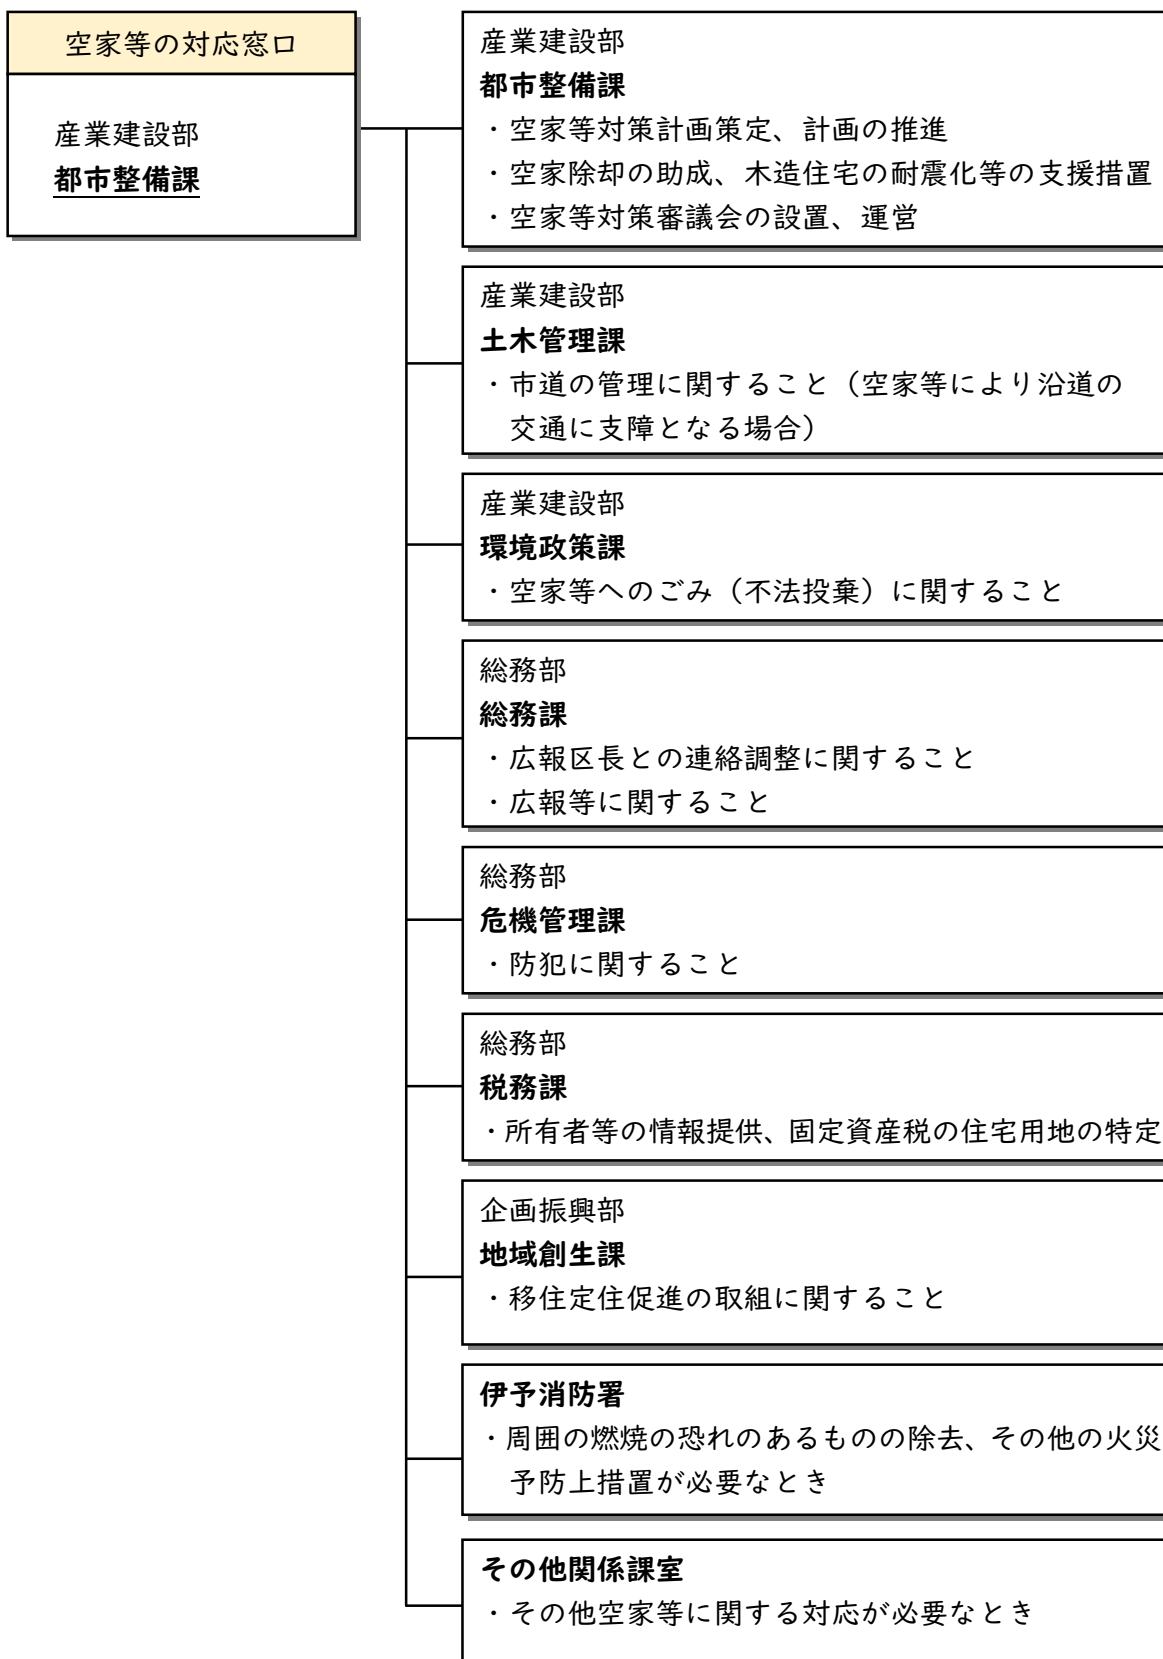 空家等の対応窓口
産業建設部
都市整備課
産業建設部
都市整備課
・空家等対策計画策定、計画の推進
・空家除却の助成、木造住宅の耐震化等の支援措置
・空家等対策審議会の設置、運営
産業建設部
土木管理課
・市道の管理に関すること（空家等により沿道の
交通に支障となる場合）
産業建設部
環境政策課
・空家等へのごみ（不法投棄）に関すること
総務部
総務課
・広報区長との連絡調整に関すること
・広報等に関すること
総務部
危機管理課
・防犯に関すること
総務部
税務課
・所有者等の情報提供、固定資産税の住宅用地の特定
企画振興部
地域創生課
・移住定住促進の取組に関すること
伊予消防署
・周囲の燃焼の恐れのあるものの除去、その他の火災
予防上措置が必要なとき
その他関係課室
・その他空家等に関する対応が必要なとき